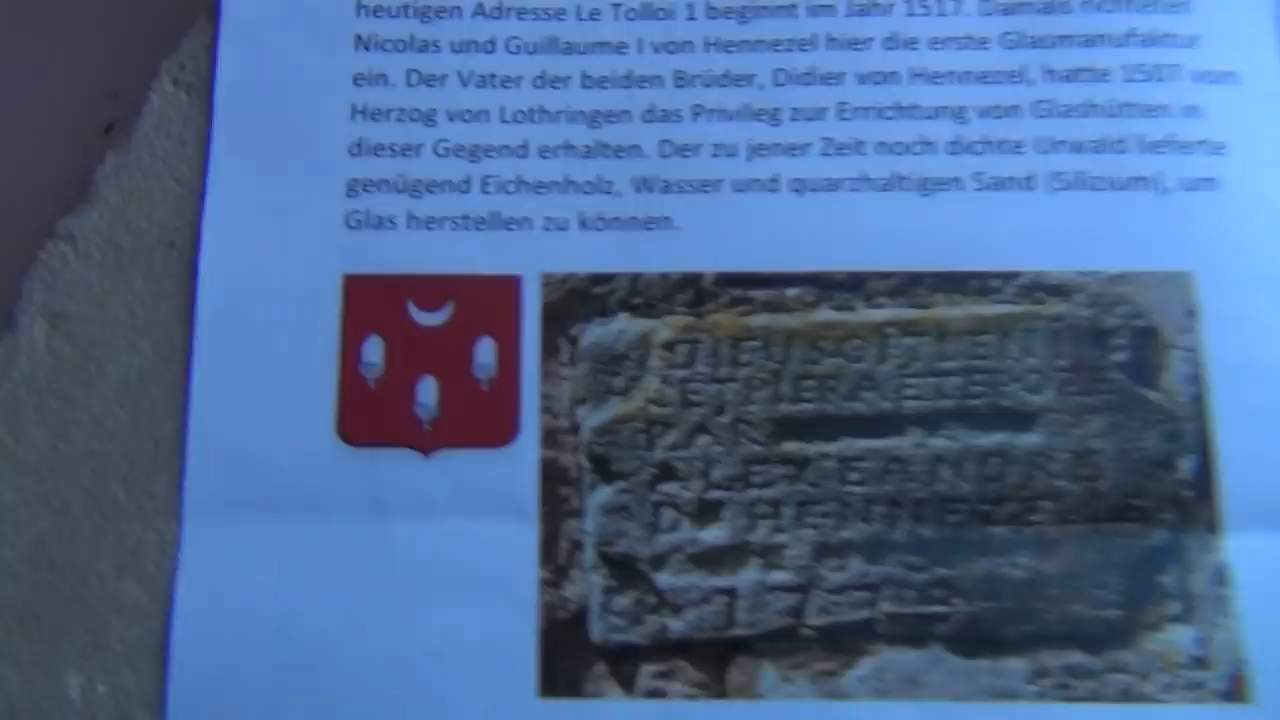 heutigen Adresse Le Tolloi 1 beginnt im Jahr 1517. Damals
Nicolas und Guillaume I von Hennezel hier die erste Glasmanufaktur
ein. Der Vater der beiden Brüder, Didier von Hennezel, hatte vom
Herzog von Lothringen das Privileg zur Errichtung von Glashütten in
dieser Gegend erhalten. Der zu jener Zeit noch dichte Urwald lieferte
genügend Eichenholz, Wasser und quarzhaltigen Sand (Silizium), um
Glas herstellen zu können.
DIEU SOIT
PAR